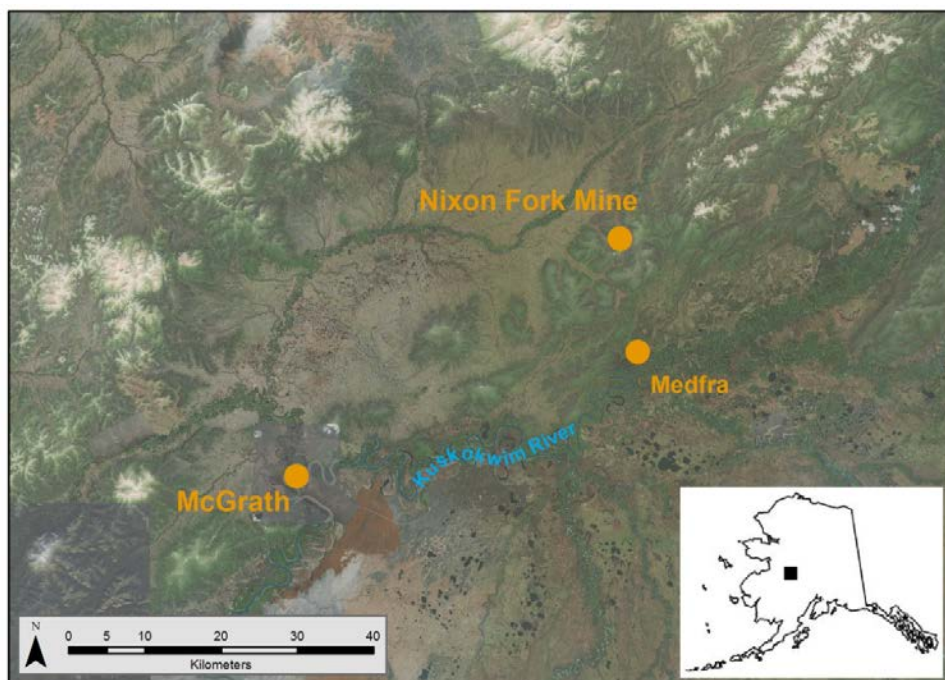 Nixon Fork Mine
Medfra
Kuskokwim River
McGrath
N
0 5 10 20 30 40
Kilometers